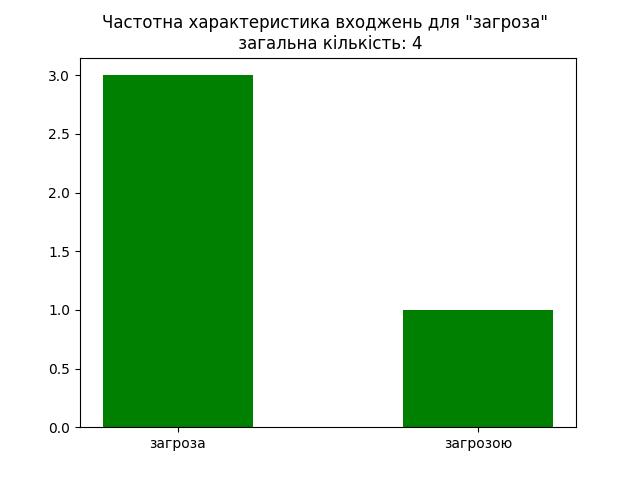 Частотна характеристика входжень для "загроза"
загальна кількість: 4
3.0
2.5
2.0
1.5
1.0
0.5
0.0
загроза загрозою